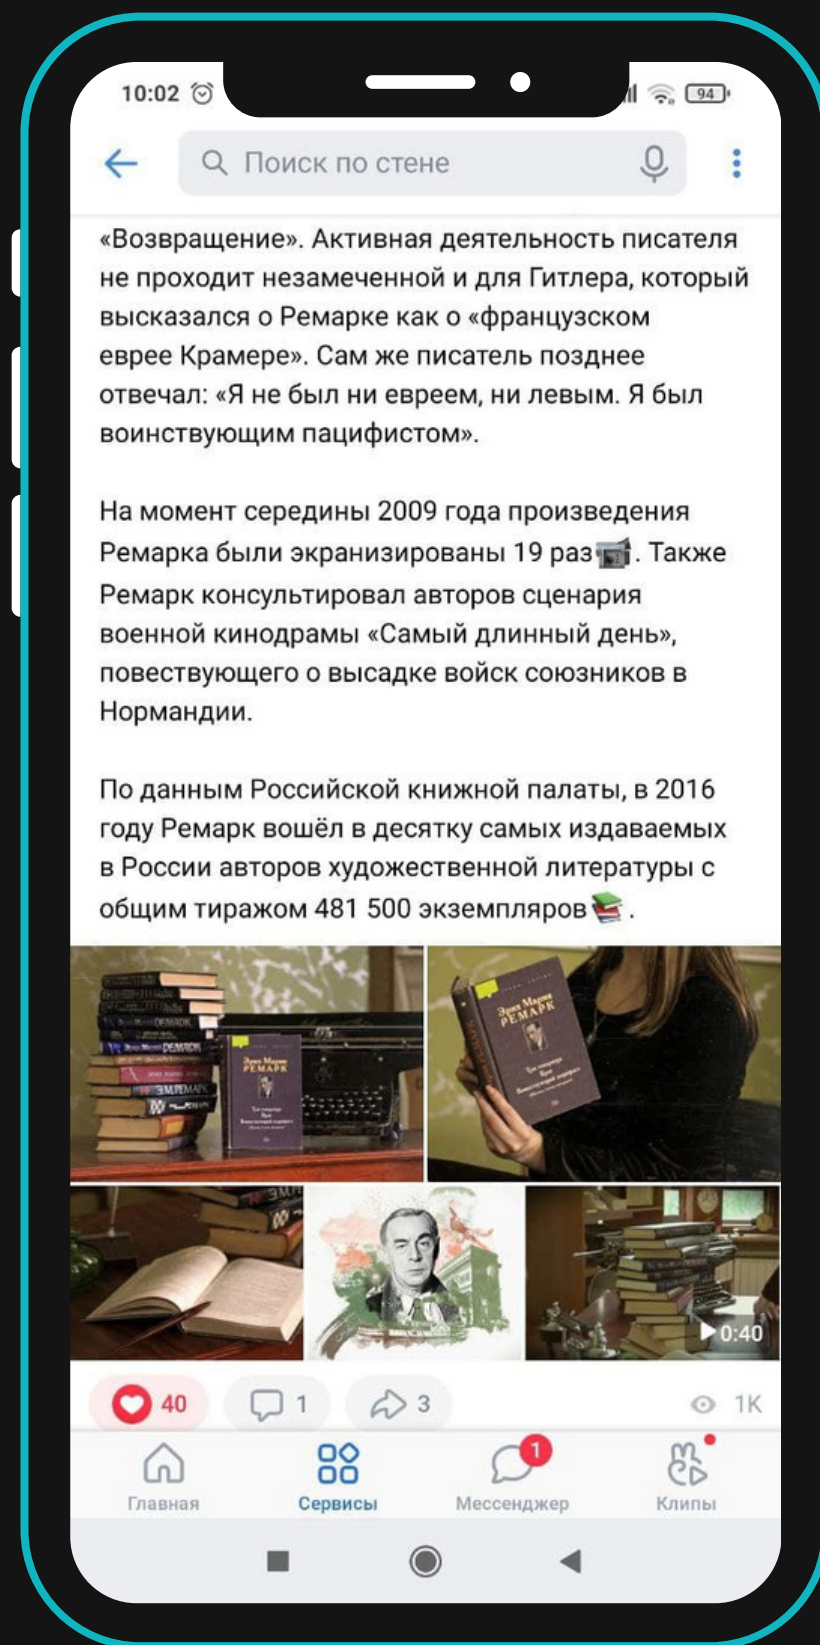 10:02
94
Поиск по стене
«Возвращение». Активная деятельность писателя
не проходит незамеченной и для Гитлера, который
высказался о Ремарке как о «французском
еврее Крамере». Сам же писатель позднее
отвечал: «Я не был ни евреем, ни левым. Я был
воинствующим пацифистом».
На момент середины 2009 года произведения
Ремарка были экранизированы 19 раз📹. Также
Ремарк консультировал авторов сценария
военной кинодрамы «Самый длинный день»,
повествующего о высадке войск союзников в
Нормандии.
По данным Российской книжной палаты, в 2016
году Ремарк вошёл в десятку самых издаваемых
в России авторов художественной литературы с
общим тиражом 481 500 экземпляров📚.
Э.М.РЕМАРК
Эрих Мария
РЕМАРК
Эрих Мария
РЕМАРК
Три товарища
0:40
40
1
3
1K
1
Главная
Сервисы
Мессенджер
Клипы